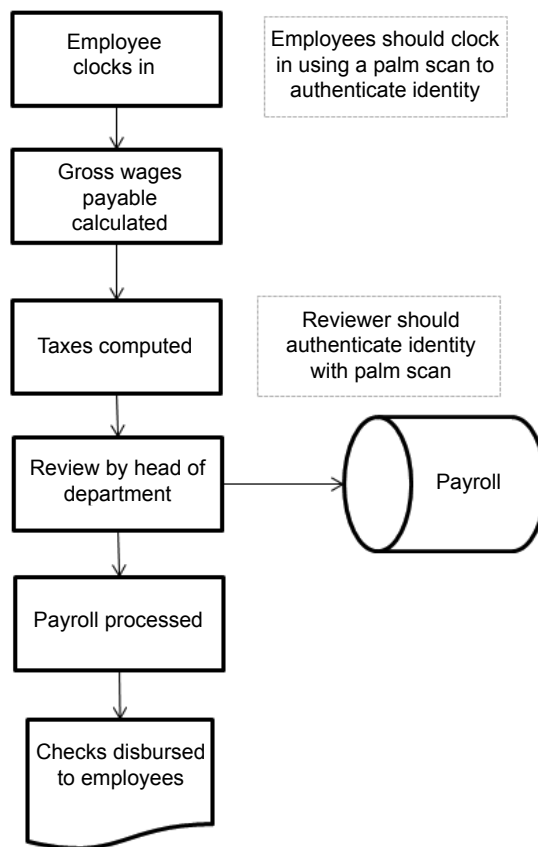 Employee
clocks in
Employees should clock
in using a palm scan to
authenticate identity
Gross wages
payable
calculated
Taxes computed
Reviewer should
authenticate identity
with palm scan
Review by head of
department
Payroll
Payroll processed
Checks disbursed
to employees